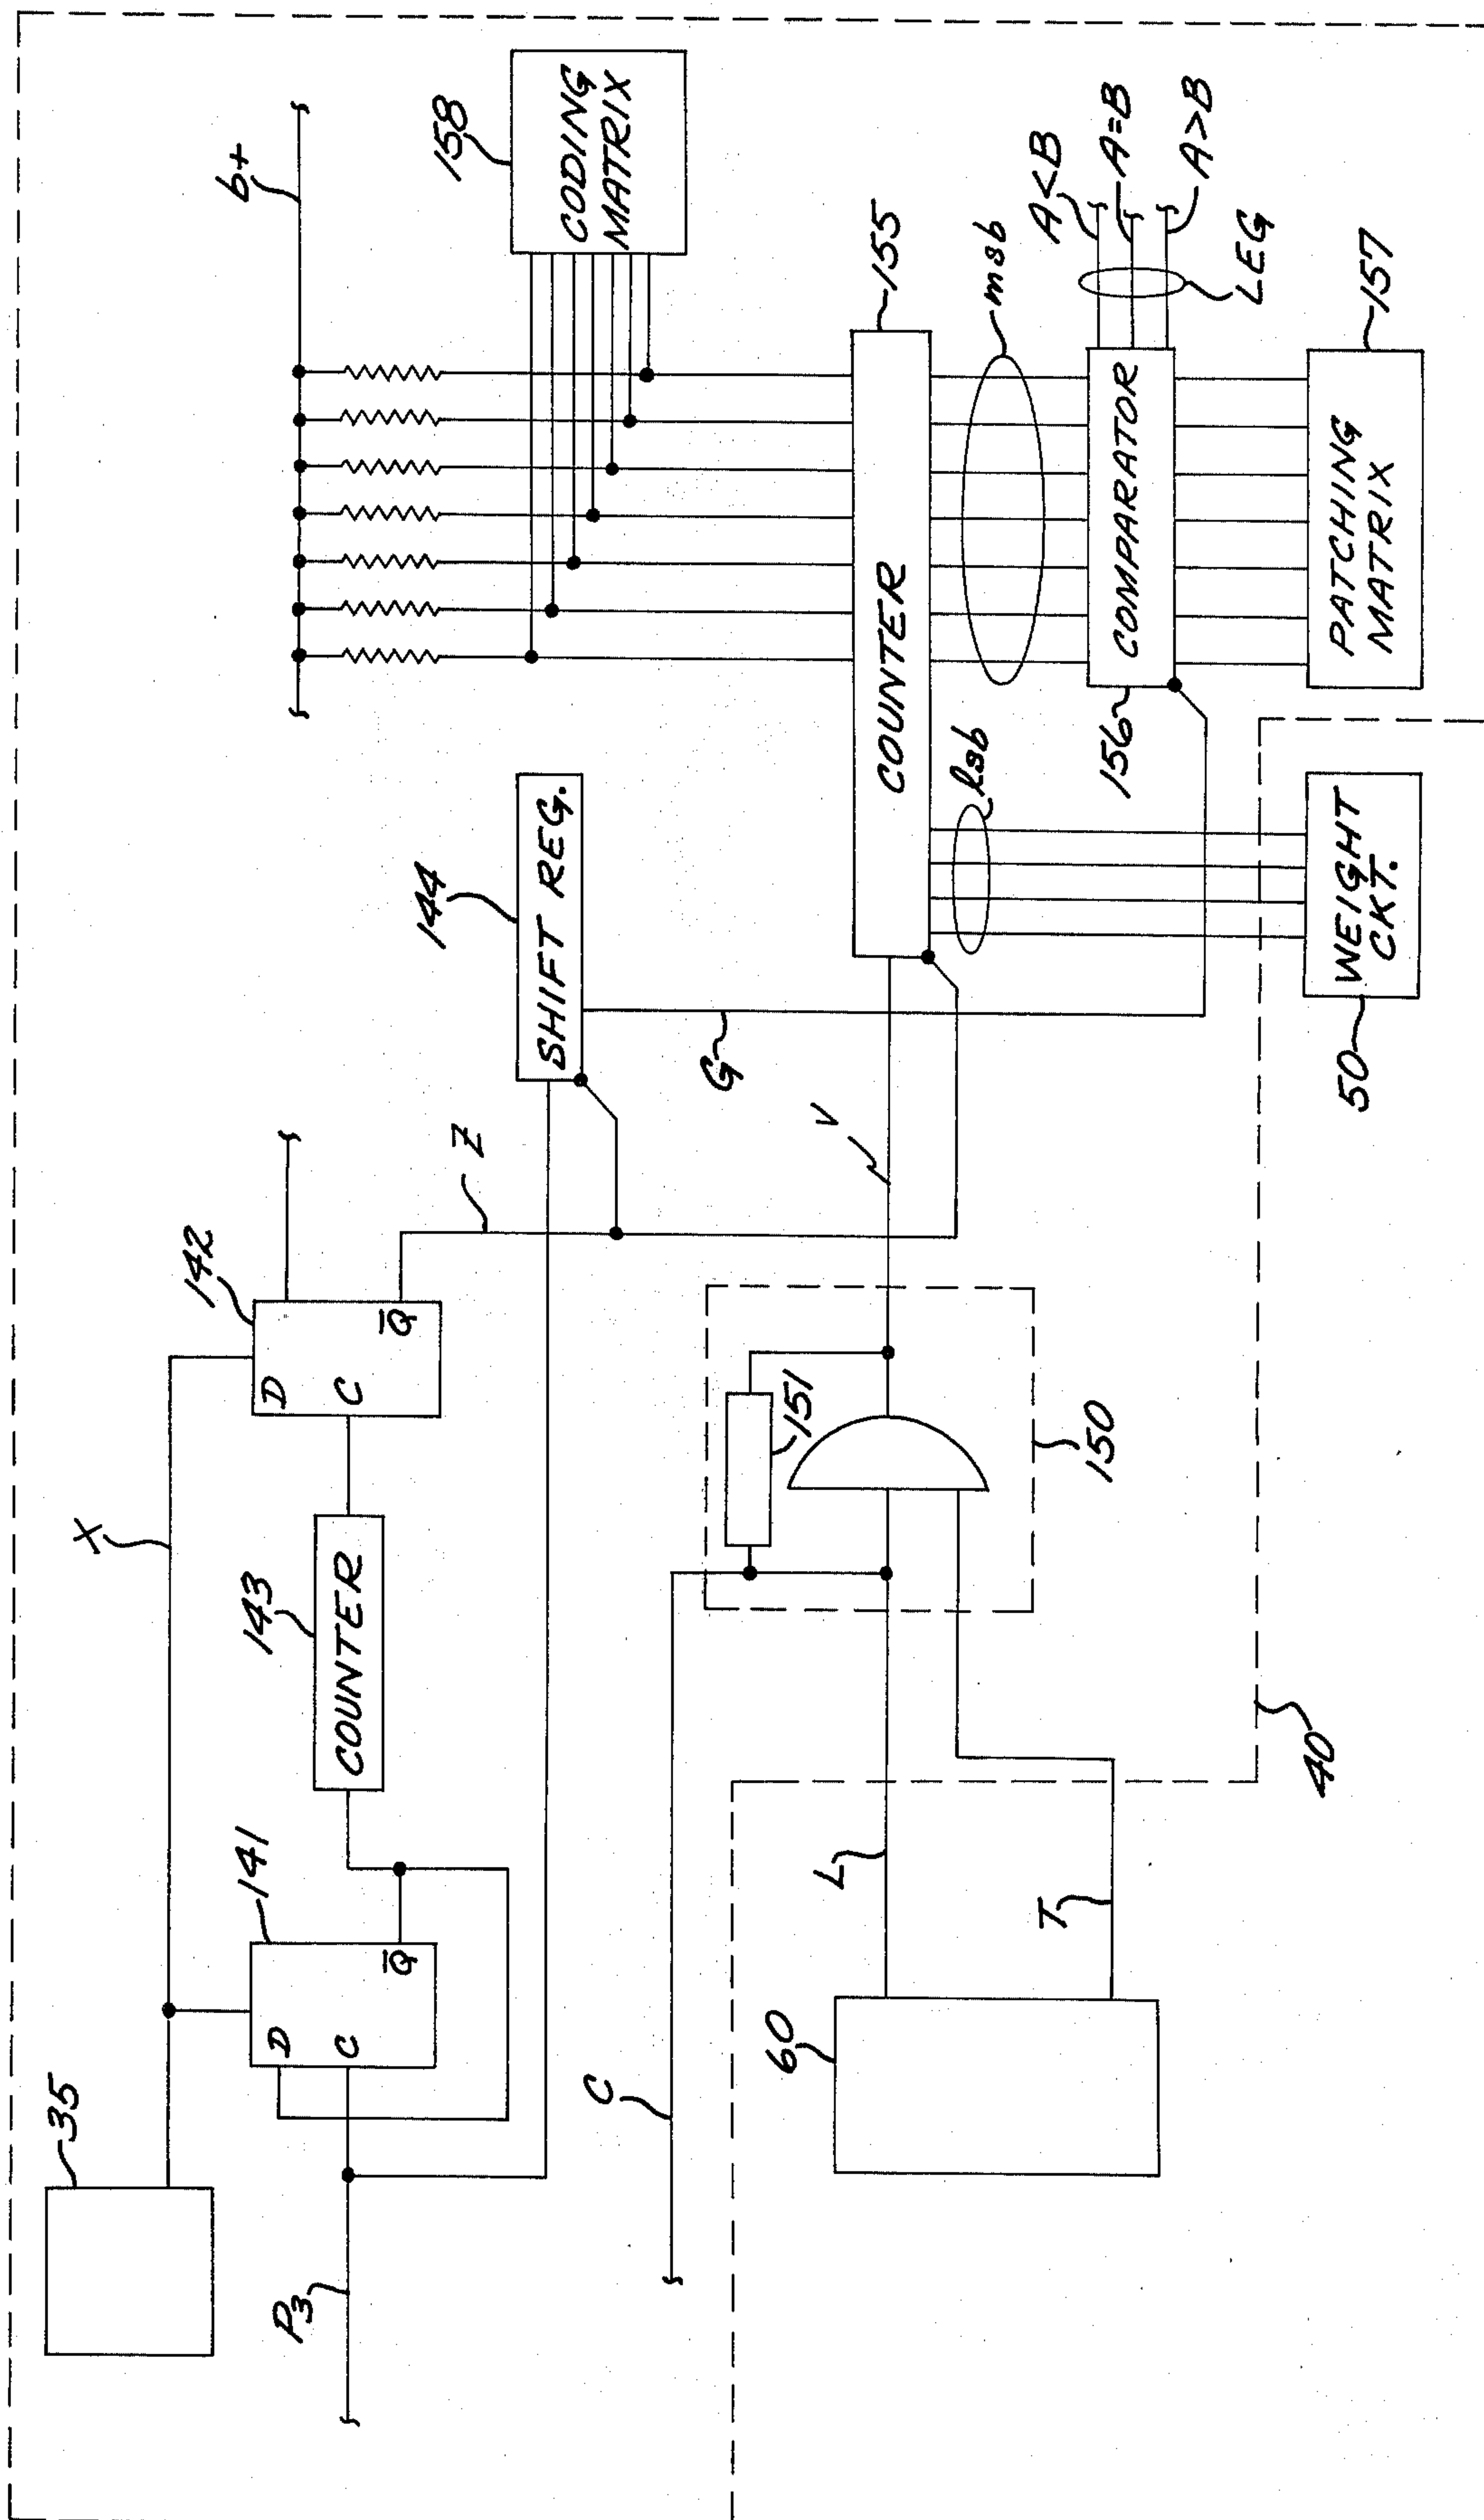 35
X
P3
D
C
Q̅
141
COUNTER
143
D
C
Q̅
142
Z
SHIFT REG.
144
b+
CODING
MATRIX
158
C
60
L
T
151
150
V
G
COUNTER
155
lsb
msb
COMPARATOR
156
A<B
A=B
A>B
LEG
PATCHING
MATRIX
157
WEIGHT
CKT.
50
40